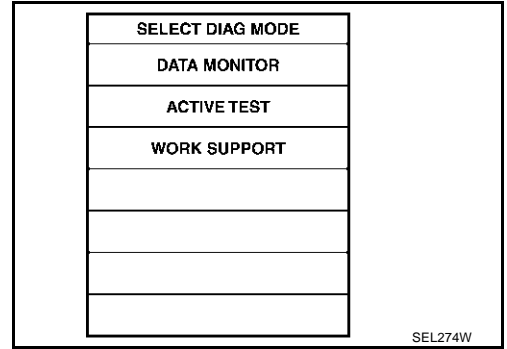 SELECT DIAG MODE
DATA MONITOR
ACTIVE TEST
WORK SUPPORT
SEL274W